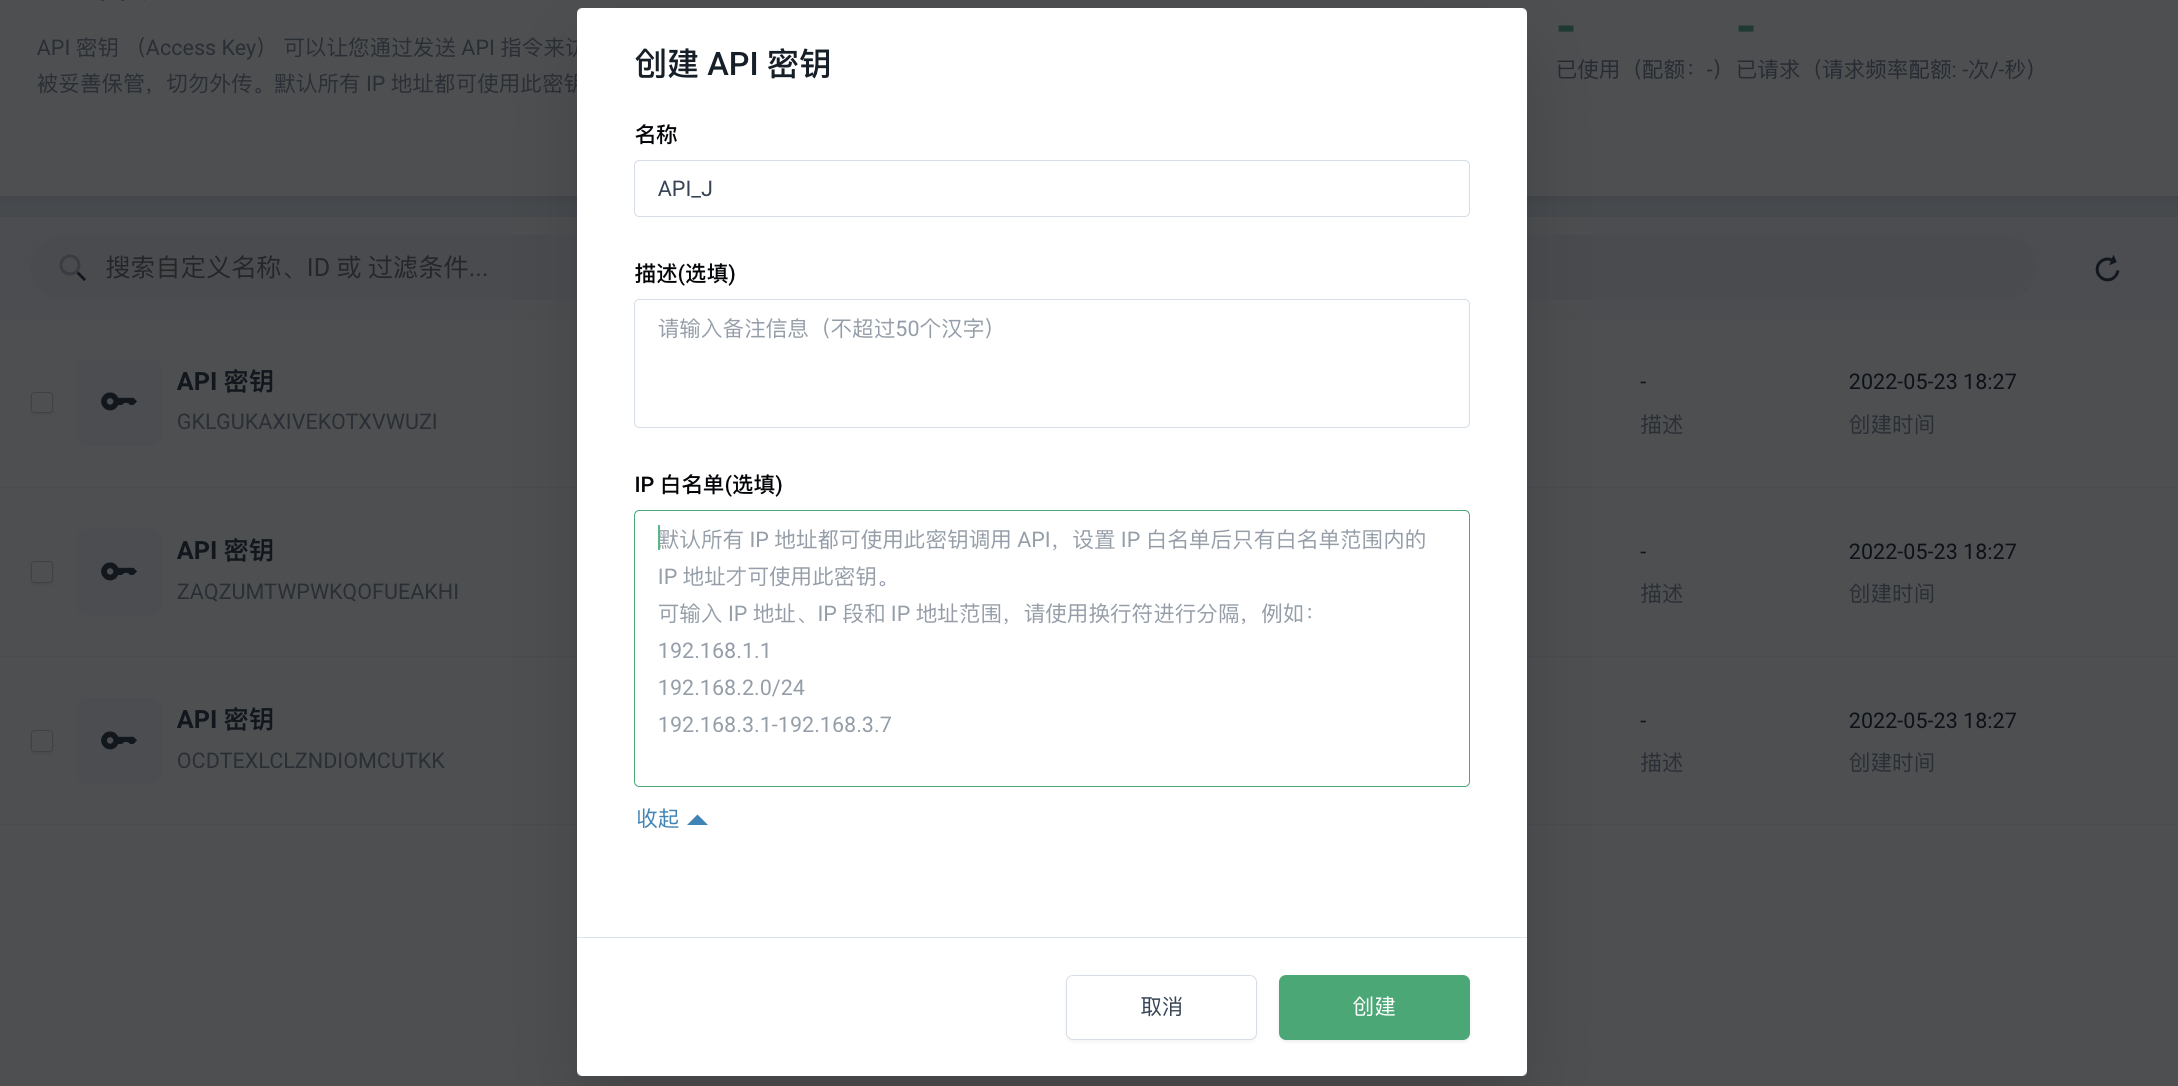 API 密钥 （Access Key） 可以让您通过发送 API 指令来
被妥善保管，切勿外传。默认所有 IP 地址都可使用此密
已使用（配额：-） 已请求（请求频率配额: -次/-秒）
搜索自定义名称、ID 或 过滤条件...
API 密钥
GKLGUKAXIVEKOTXVWUZI
-
描述
2022-05-23 18:27
创建时间
API 密钥
ZAQZUMTWPWKQOFUEAKHI
-
描述
2022-05-23 18:27
创建时间
API 密钥
OCDTEXLCLZNDIOMCUTKK
-
描述
2022-05-23 18:27
创建时间
创建 API 密钥
名称
API_J
描述(选填)
请输入备注信息（不超过50个汉字）
IP 白名单(选填)
默认所有 IP 地址都可使用此密钥调用 API，设置 IP 白名单后只有白名单范围内的
IP 地址才可使用此密钥。
可输入 IP 地址、IP 段和 IP 地址范围，请使用换行符进行分隔，例如：
192.168.1.1
192.168.2.0/24
192.168.3.1-192.168.3.7
收起
取消
创建